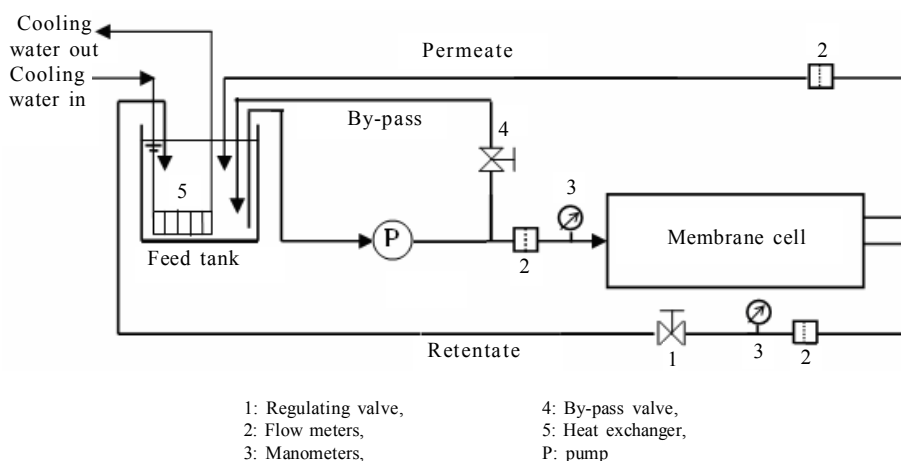 Cooling
water out
Cooling
water in
Permeate
2
By-pass
4
5
3
P
Membrane cell
Feed tank
2
Retentate
1
3
2
1: Regulating valve,
2: Flow meters,
3: Manometers,
4: By-pass valve,
5: Heat exchanger,
P: pump